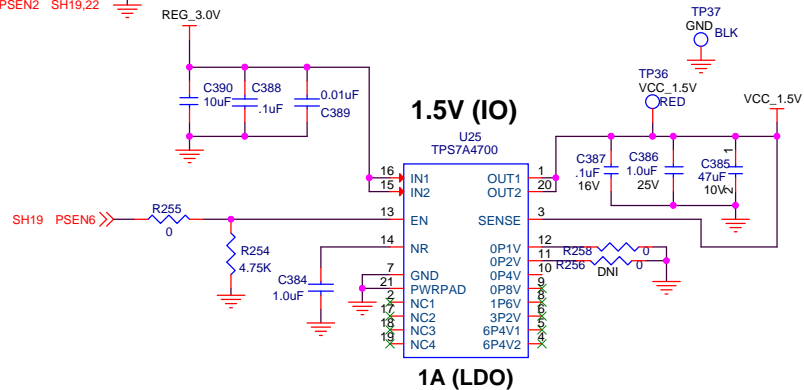 PSEN2 SH19,22
REG_3.0V
TP37
GND
BLK
C390
10uF
C388
.1uF
0.01uF
C389
TP36
VCC_1.5V
RED
VCC_1.5V
1.5V (IO)
U25
TPS7A4700
C387
.1uF
16V
C386
1.0uF
25V
C385
47uF
10V
1
2
16 IN1
15 IN2
OUT1 1
OUT2 20
SH19 PSEN6
R255
0
13 EN
SENSE 3
R254
4.75K
14 NR
C384
1.0uF
0P1V 12
R258 0
0P2V 11
R256 DNI 0
0P4V 10
7 GND
21 PWRPAD
0P8V 9
2 NC1
1P6V 8
17 NC2
3P2V 6
18 NC3
6P4V1 5
19 NC4
6P4V2 4
1A (LDO)